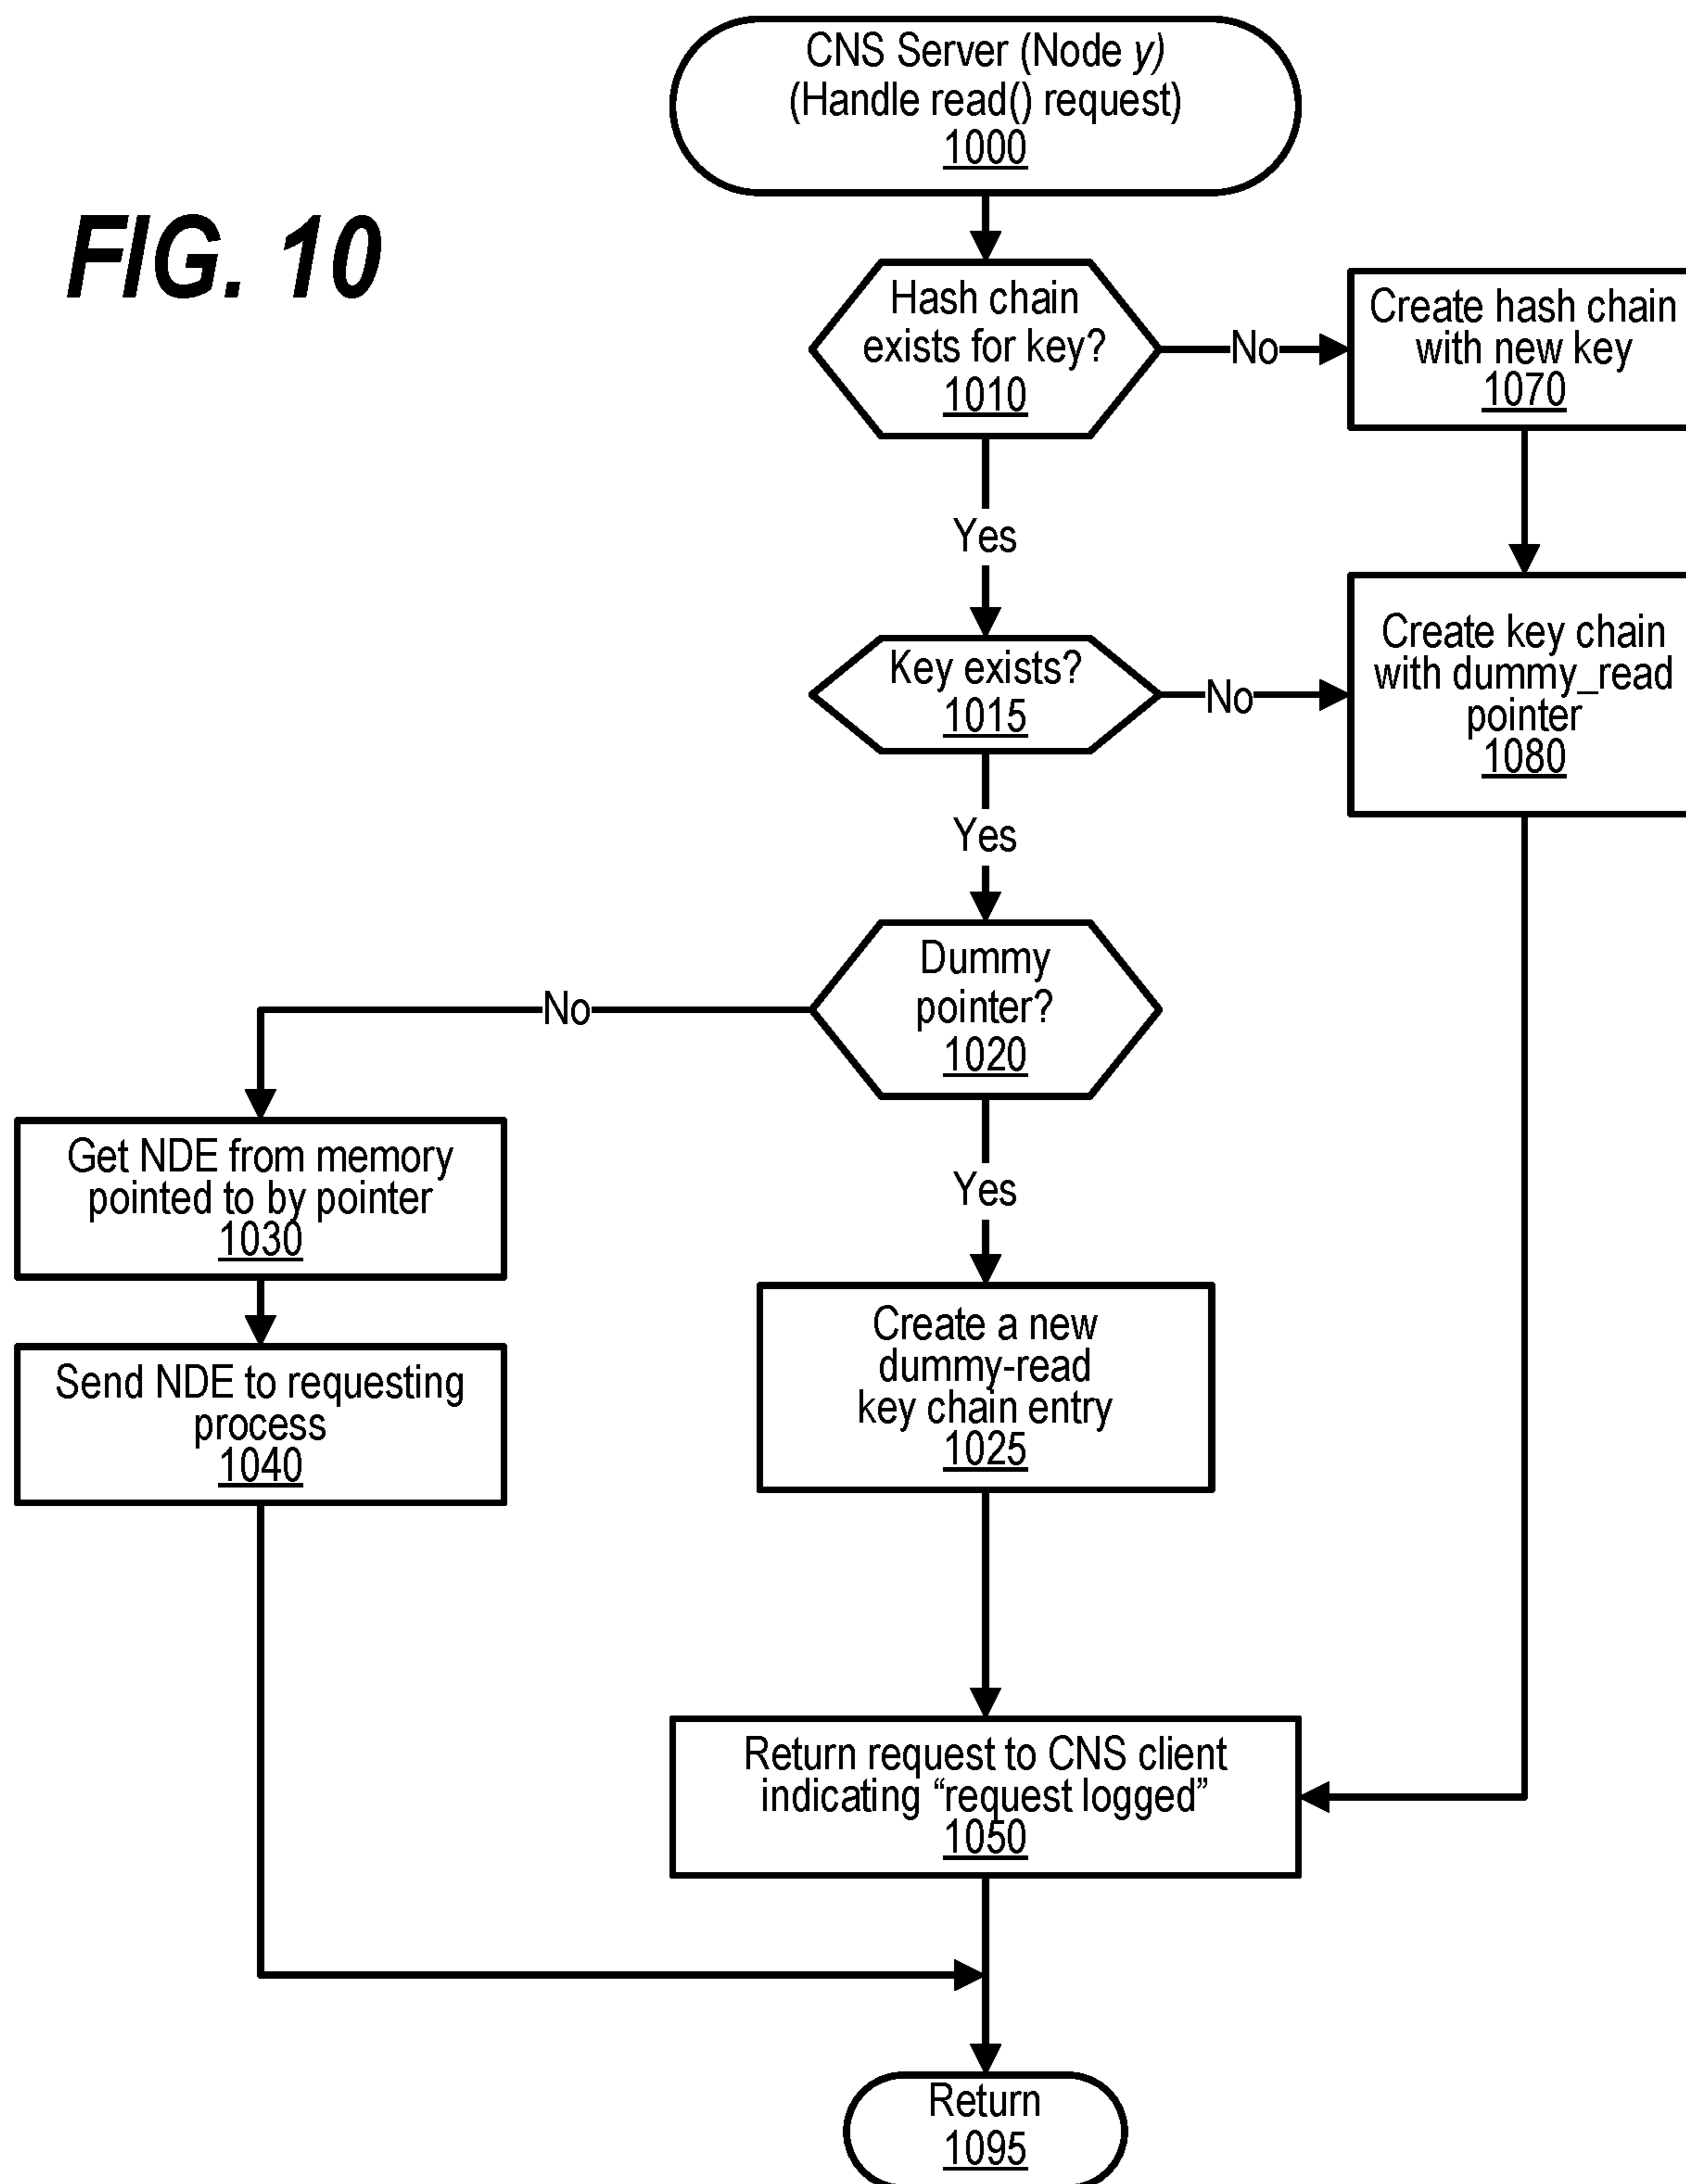 CNS Server (Node y)
(Handle read() request)
1000
FIG. 10
Hash chain
exists for key?
1010
No
Create hash chain
with new key
1070
Yes
Key exists?
1015
No
Create key chain
with dummy_read
pointer
1080
Yes
Dummy
pointer?
1020
No
Get NDE from memory
pointed to by pointer
1030
Yes
Send NDE to requesting
process
1040
Create a new
dummy-read
key chain entry
1025
Return request to CNS client
indicating “request logged”
1050
Return
1095